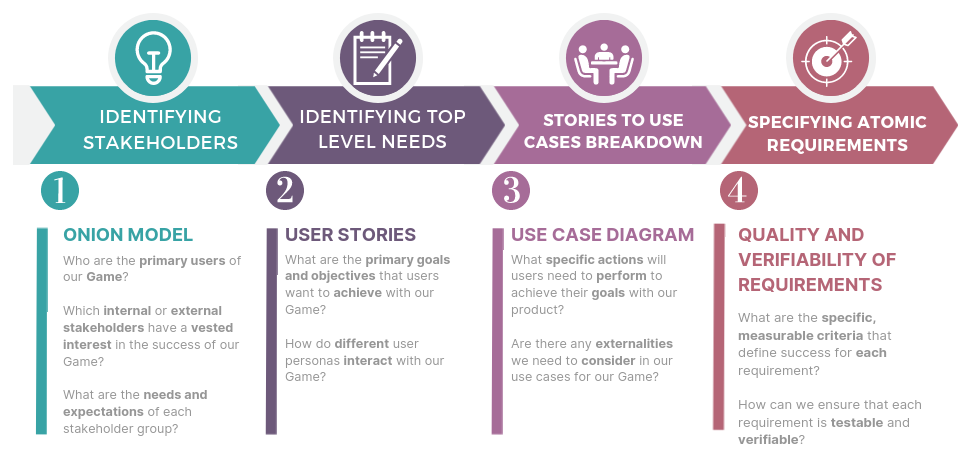 IDENTIFYING
STAKEHOLDERS
IDENTIFYING TOP
LEVEL NEEDS
STORIES TO USE
CASES BREAKDOWN
SPECIFYING ATOMIC
REQUIREMENTS
1
ONION MODEL
Who are the primary users of
our Game?
Which internal or external
stakeholders have a vested
interest in the success of our
Game?
What are the needs and
expectations of each
stakeholder group?
2
USER STORIES
What are the primary goals
and objectives that users
want to achieve with our
Game?
How do different user
personas interact with our
Game?
3
USE CASE DIAGRAM
What specific actions will
users need to perform to
achieve their goals with our
product?
Are there any externalities
we need to consider in our
use cases for our Game?
4
QUALITY AND
VERIFIABILITY OF
REQUIREMENTS
What are the specific,
measurable criteria that
define success for each
requirement?
How can we ensure that each
requirement is testable and
verifiable?